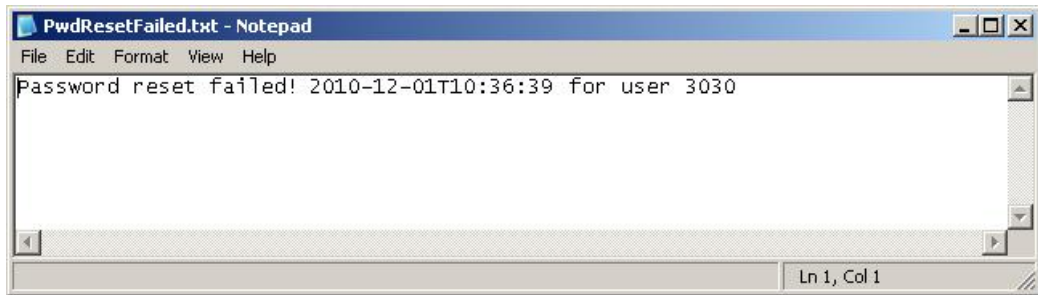 PwdResetFailed.txt - Notepad
File Edit Format View Help
Password reset failed! 2010-12-01T10:36:39 for user 3030
Ln 1, Col 1